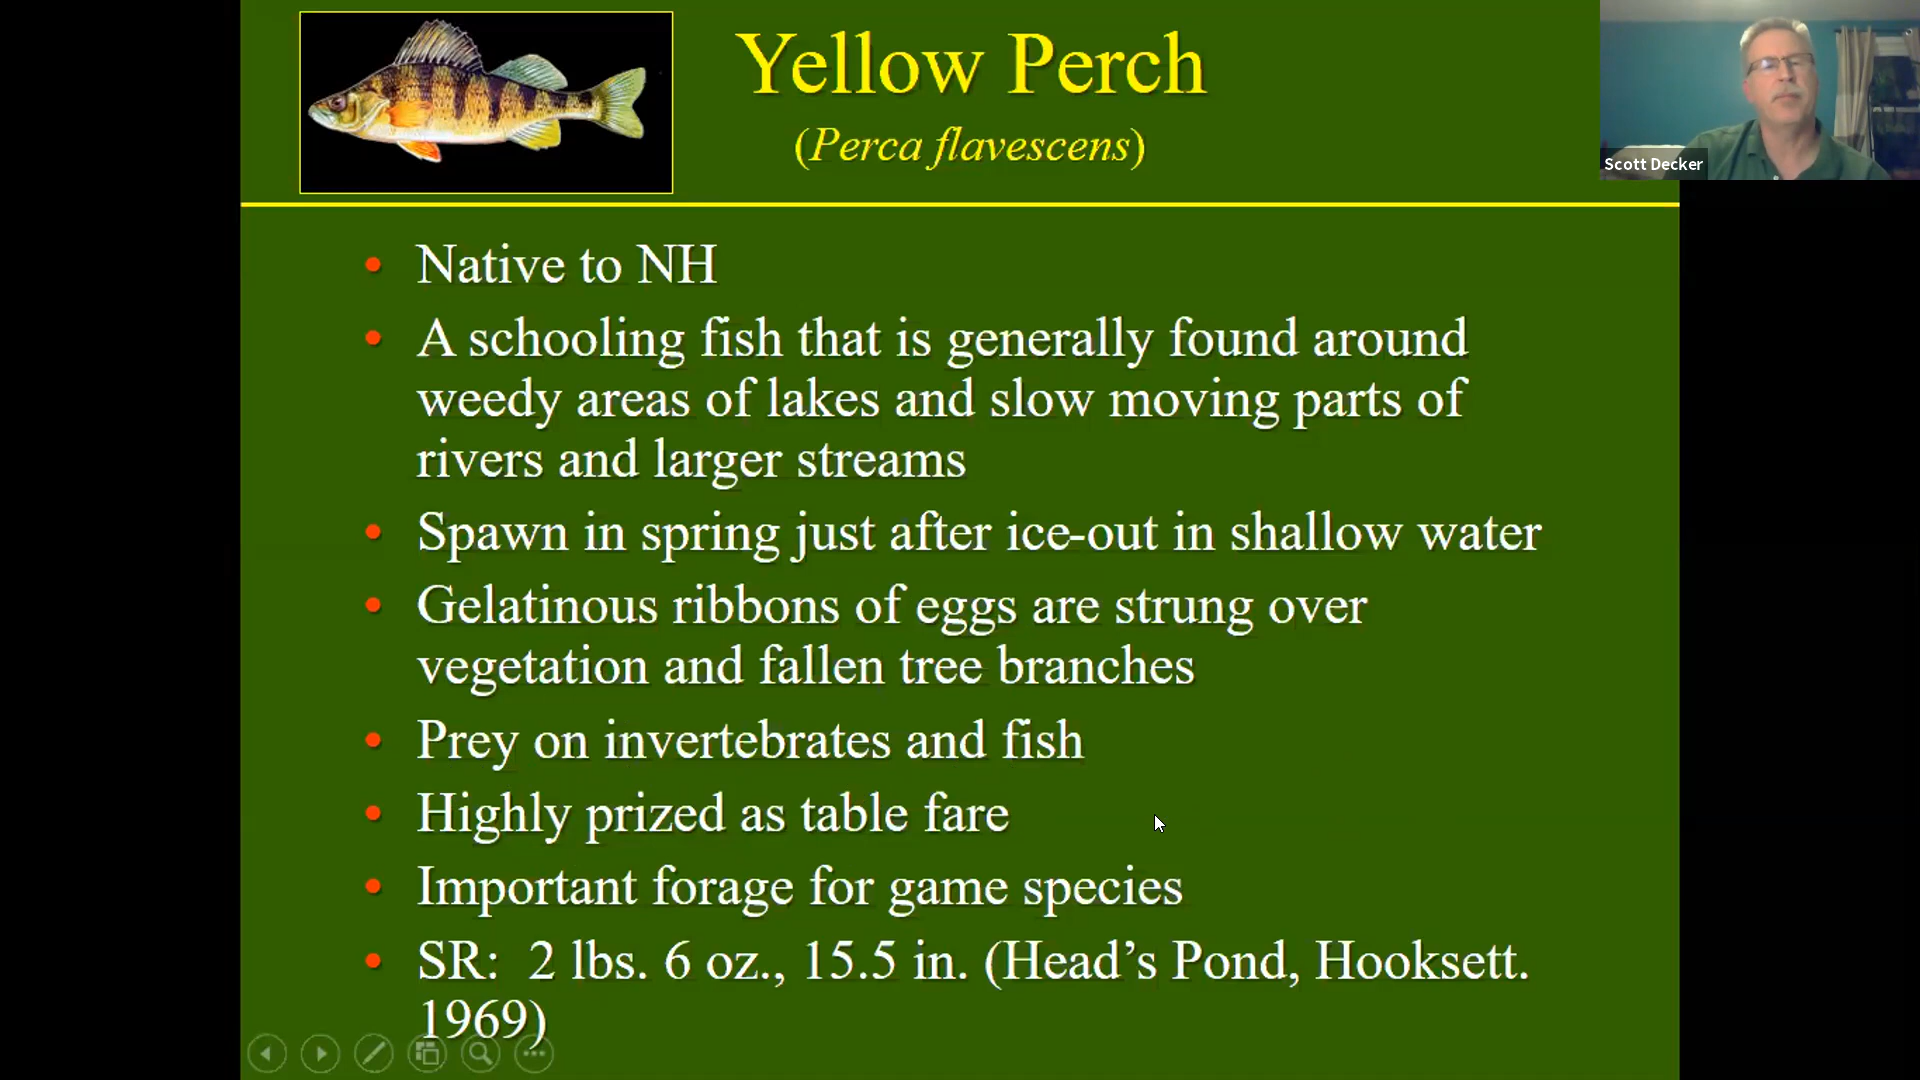 Yellow Perch
(Perca flavescens)
Scott Decker
• Native to NH
• A schooling fish that is generally found around
weedy areas of lakes and slow moving parts of
rivers and larger streams
• Spawn in spring just after ice-out in shallow water
• Gelatinous ribbons of eggs are strung over
vegetation and fallen tree branches
• Prey on invertebrates and fish
• Highly prized as table fare
• Important forage for game species
• SR:  2 lbs. 6 oz., 15.5 in. (Head’s Pond, Hooksett.
1969)